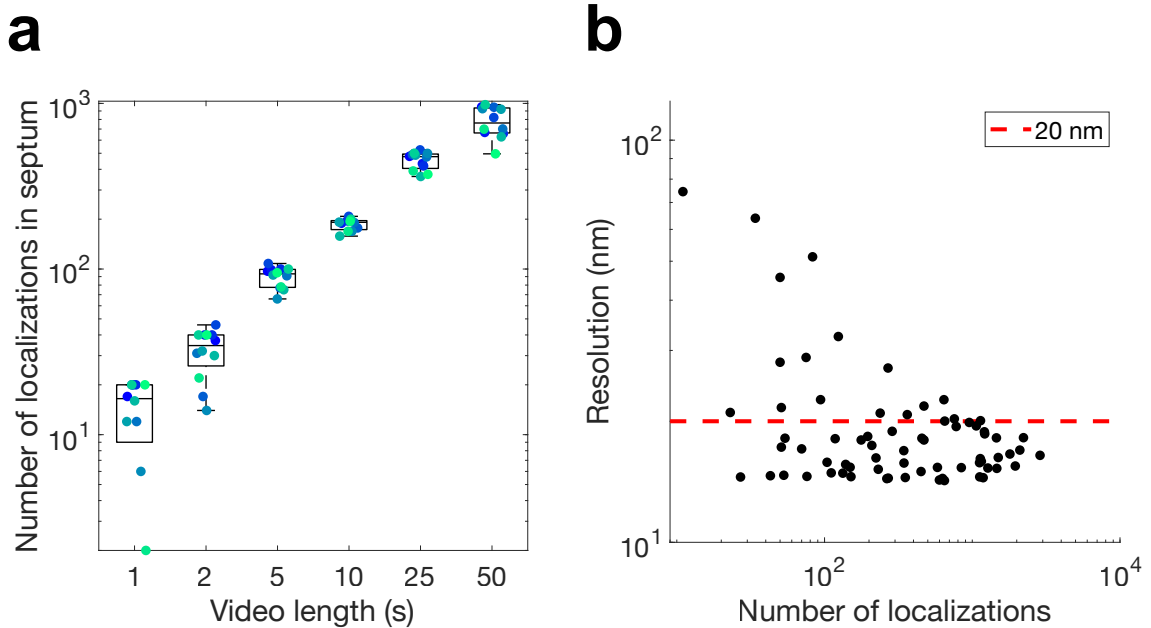 a
Number of localizations in septum
10^3
10^2
10^1
1 2 5 10 25 50
Video length (s)
b
Resolution (nm)
10^2
10^1
20 nm
10^2 10^4
Number of localizations